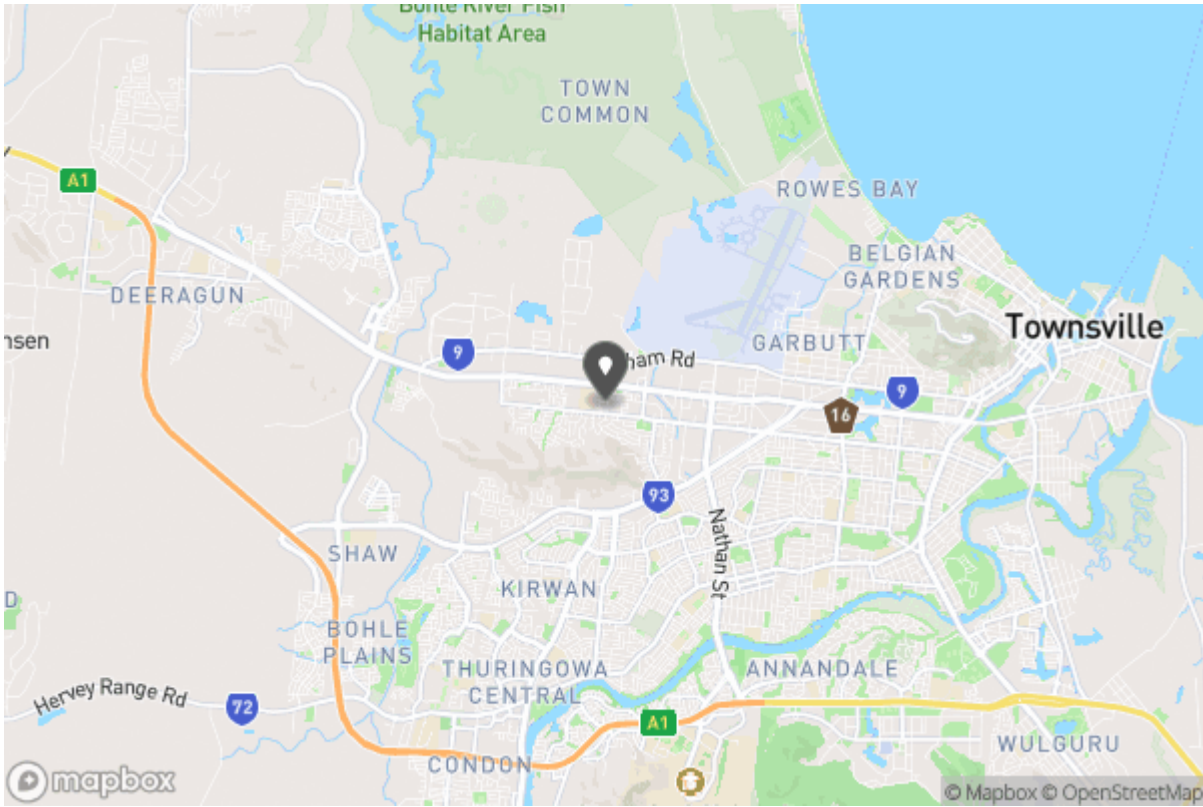 Bohle River Fish
Habitat Area
TOWN
COMMON
A1
ROWES BAY
BELGIAN
GARDENS
DEERAGUN
Townsville
nsen
GARBUTT
9
ham Rd
9
16
93
Nathan St
SHAW
KIRWAN
D
BOHLE
PLAINS
THURINGOWA
CENTRAL
ANNANDALE
Hervey Range Rd
72
A1
WULGURU
CONDON
mapbox
© Mapbox © OpenStreetMap